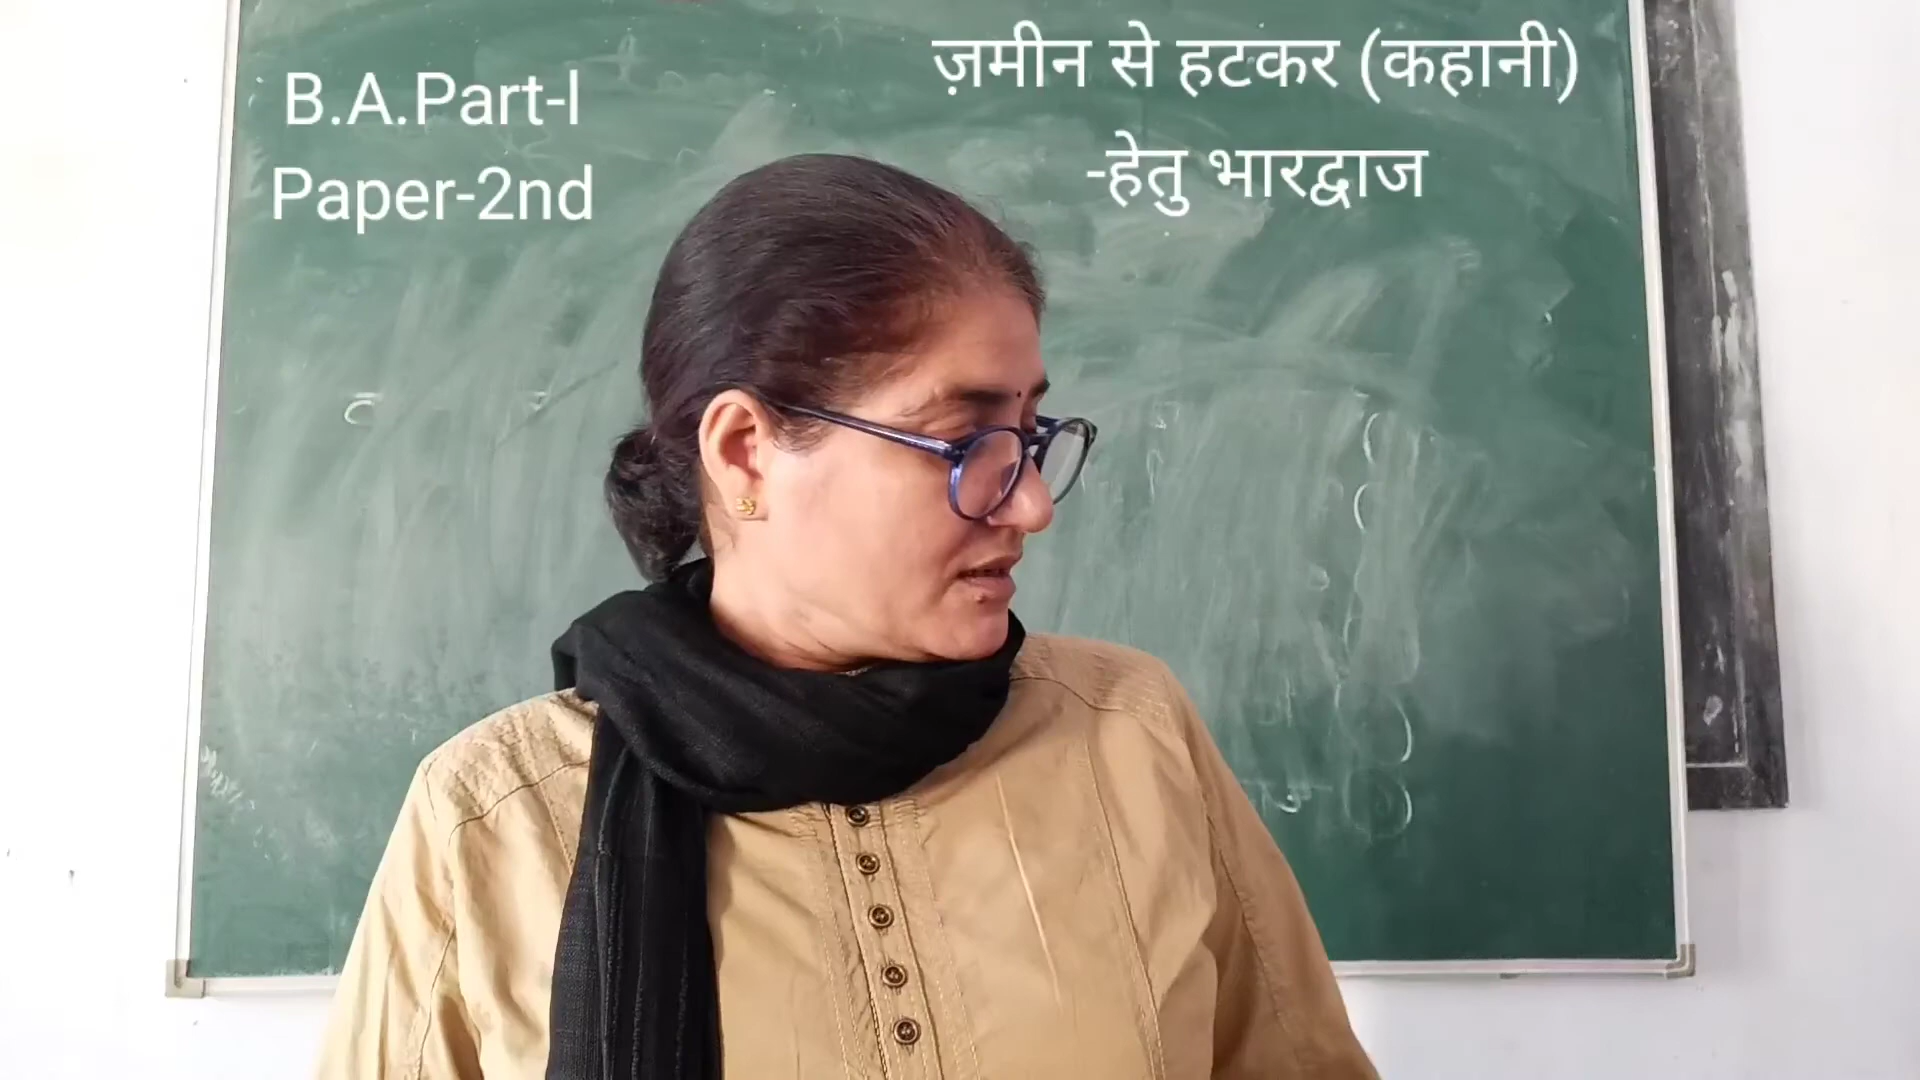 B.A.Part-I
Paper-2nd
ज़मीन से हटकर (कहानी)
-हेतु भारद्वाज